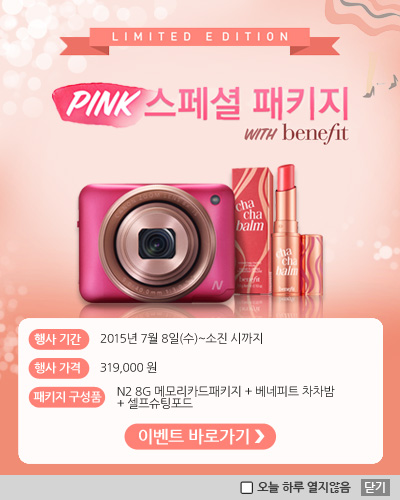 LIMITED EDITION
PINK 스페셜 패키지
WITH benefit
N
cha
cha
balm
benefit
cha
cha
balm
benefit
행사 기간 2015년 7월 8일(수)~소진 시까지
행사 가격 319,000 원
패키지 구성품 N2 8G 메모리카드패키지 + 베네피트 차차밤
+ 셀프슈팅포드
이벤트 바로가기 ❯
오늘 하루 열지않음 닫기